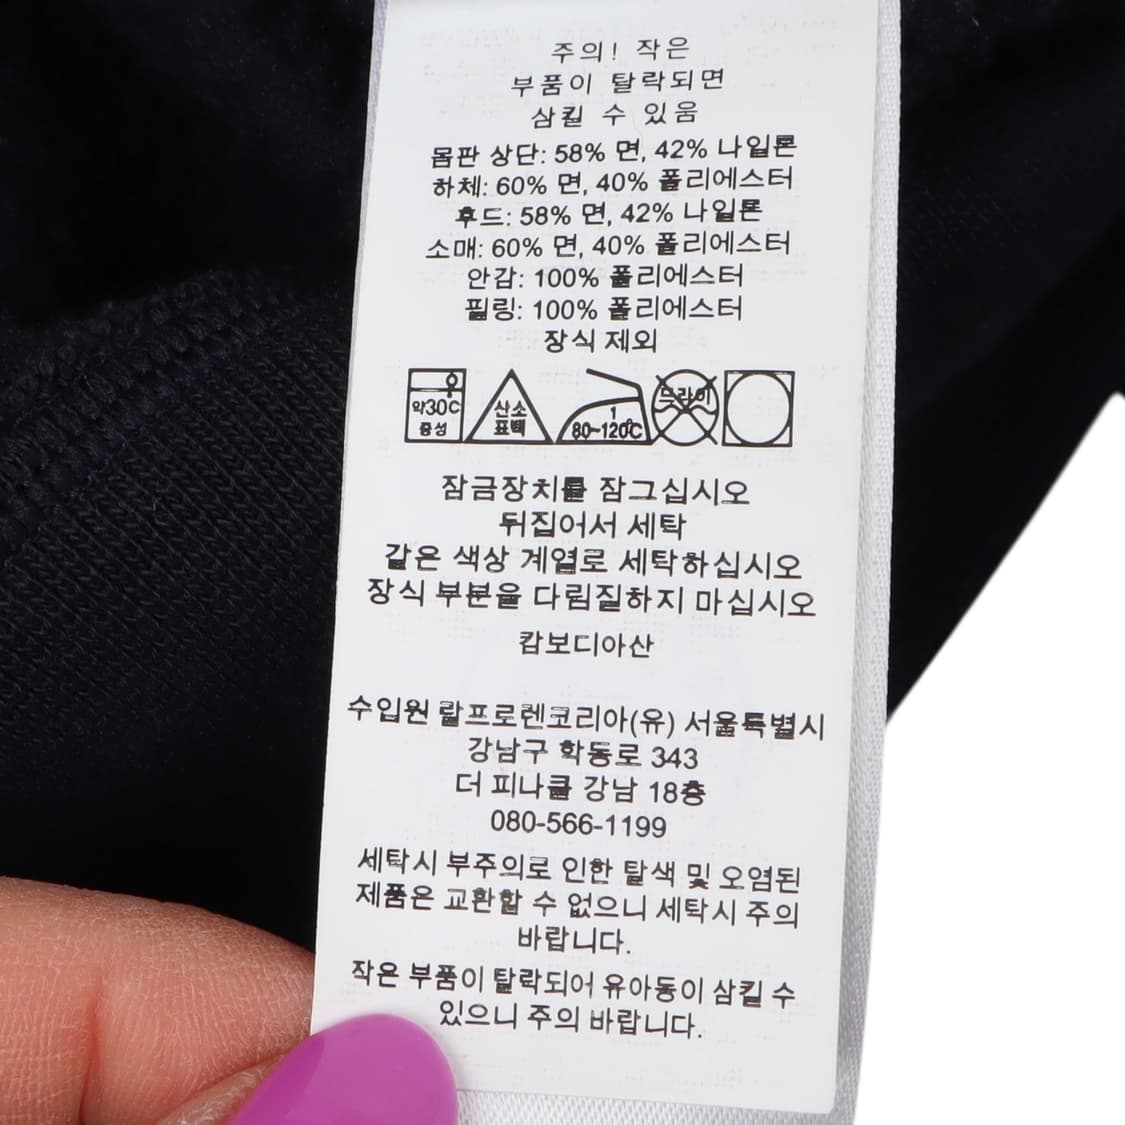 주의! 작은
부품이 탈락되면
삼킬 수 있움
몸판 상단: 58% 면, 42% 나일론
하체: 60% 면, 40% 폴리에스터
후드: 58% 면, 42% 나일론
소매: 60% 면, 40% 폴리에스터
안감: 100% 폴리에스터
필링: 100% 폴리에스터
장식 제외
약30C 중성
산소 표백
1 80~120℃
드라이
잠금장치를 잠그십시오
뒤집어서 세탁
같은 색상 계열로 세탁하십시오
장식 부분을 다림질하지 마십시오
캄보디아산
수입원 랄프로렌코리아(유) 서울특별시
강남구 학동로 343
더 피나클 강남 18층
080-566-1199
세탁시 부주의로 인한 탈색 및 오염된
제품은 교환할 수 없으니 세탁시 주의
바랍니다.
작은 부품이 탈락되어 유아동이 삼킬 수
있으니 주의 바랍니다.